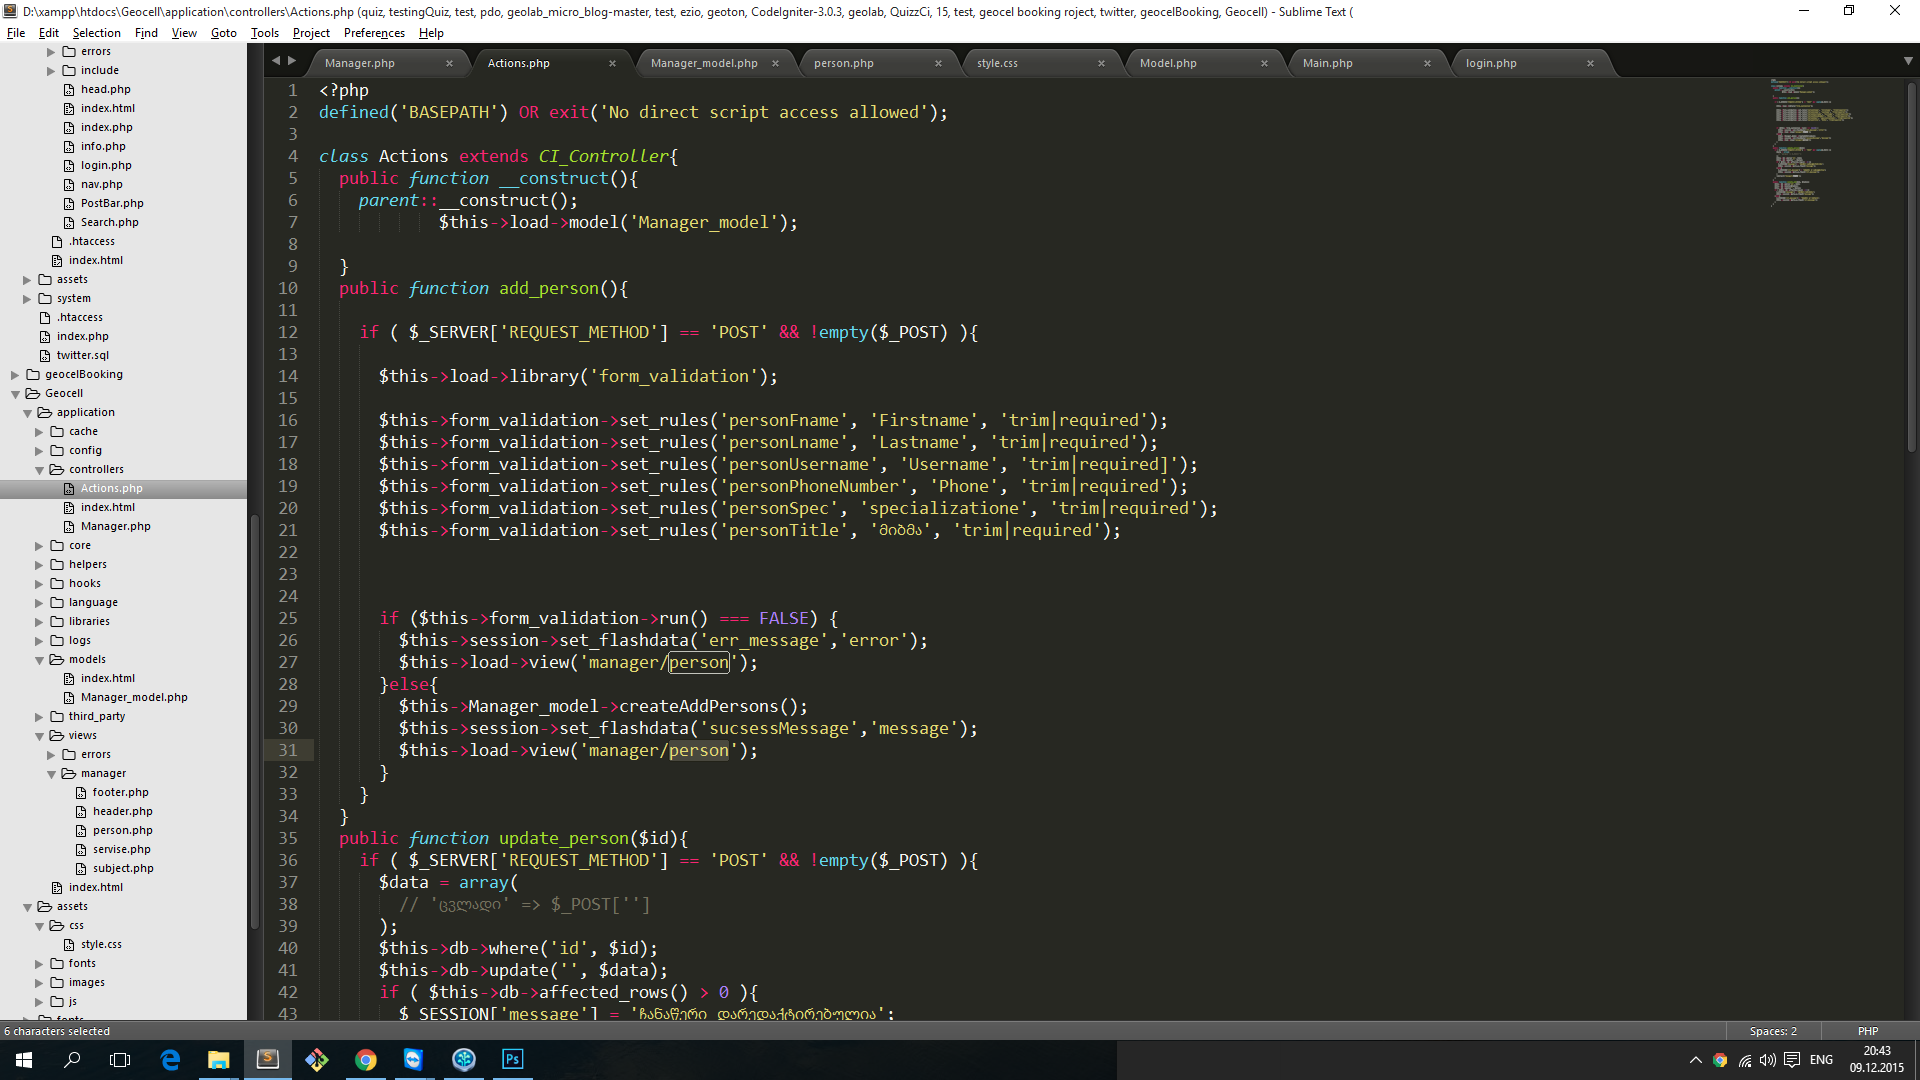 D:\xampp\htdocs\Geocell\application\controllers\Actions.php (quiz, testingQuiz, test, pdo, geolab_micro_blog-master, test, ezio, geoton, CodeIgniter-3.0.3, geolab, QuizzCi, 15, test, geocel booking roject, twitter, geocelBooking, Geocell) - Sublime Text (
File Edit Selection Find View Goto Tools Project Preferences Help
errors
include
head.php
index.html
index.php
info.php
login.php
nav.php
PostBar.php
Search.php
.htaccess
index.html
assets
system
.htaccess
index.php
twitter.sql
geocelBooking
Geocell
application
cache
config
controllers
Actions.php
index.html
Manager.php
core
helpers
hooks
language
libraries
logs
models
index.html
Manager_model.php
third_party
views
errors
manager
footer.php
header.php
person.php
servise.php
subject.php
index.html
assets
css
style.css
fonts
images
js
fonts
Manager.php Actions.php Manager_model.php person.php style.css Model.php Main.php login.php
1 <?php
2 defined('BASEPATH') OR exit('No direct script access allowed');
3
4 class Actions extends CI_Controller{
5 public function __construct(){
6 parent::__construct();
7 $this->load->model('Manager_model');
8
9 }
10 public function add_person(){
11
12 if ( $_SERVER['REQUEST_METHOD'] == 'POST' && !empty($_POST) ){
13
14 $this->load->library('form_validation');
15
16 $this->form_validation->set_rules('personFname', 'Firstname', 'trim|required');
17 $this->form_validation->set_rules('personLname', 'Lastname', 'trim|required');
18 $this->form_validation->set_rules('personUsername', 'Username', 'trim|required]');
19 $this->form_validation->set_rules('personPhoneNumber', 'Phone', 'trim|required');
20 $this->form_validation->set_rules('personSpec', 'specializatione', 'trim|required');
21 $this->form_validation->set_rules('personTitle', 'მიბმა', 'trim|required');
22
23
24
25 if ($this->form_validation->run() === FALSE) {
26 $this->session->set_flashdata('err_message','error');
27 $this->load->view('manager/person');
28 }else{
29 $this->Manager_model->createAddPersons();
30 $this->session->set_flashdata('sucsessMessage','message');
31 $this->load->view('manager/person');
32 }
33 }
34 }
35 public function update_person($id){
36 if ( $_SERVER['REQUEST_METHOD'] == 'POST' && !empty($_POST) ){
37 $data = array(
38 // 'ცვლადი' => $_POST['']
39 );
40 $this->db->where('id', $id);
41 $this->db->update('', $data);
42 if ( $this->db->affected_rows() > 0 ){
43 $_SESSION['message'] = 'ჩანაწერი დარედაქტირებულია';
6 characters selected Spaces: 2 PHP
ENG
20:43
09.12.2015